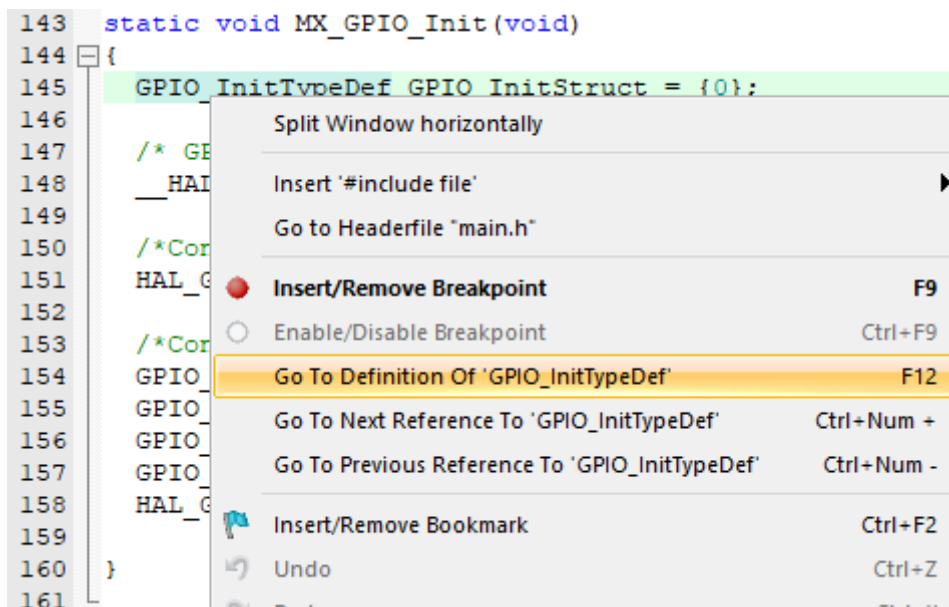 143 static void MX_GPIO_Init(void)
144 {
145 GPIO_InitTypeDef GPIO_InitStruct = {0};
146 Split Window horizontally
147 /* GP
148 __HAL Insert '#include file'
149 Go to Headerfile "main.h"
150 /*Con
151 HAL_G Insert/Remove Breakpoint F9
152
153 /*Con Enable/Disable Breakpoint Ctrl+F9
154 GPIO_ Go To Definition Of 'GPIO_InitTypeDef' F12
155 GPIO_ Go To Next Reference To 'GPIO_InitTypeDef' Ctrl+Num +
156 GPIO_
157 GPIO_ Go To Previous Reference To 'GPIO_InitTypeDef' Ctrl+Num -
158 HAL_G
159 Insert/Remove Bookmark Ctrl+F2
160 } Undo Ctrl+Z
161